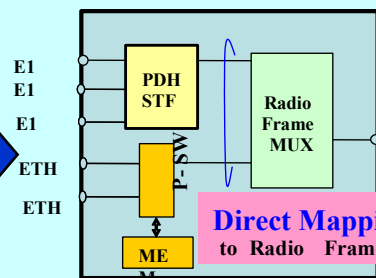 E1
E1
E1
ETH
ETH
PDH
STF
P- SW
ME
Radio
Frame
MUX
Direct Mappi
to Radio Fram